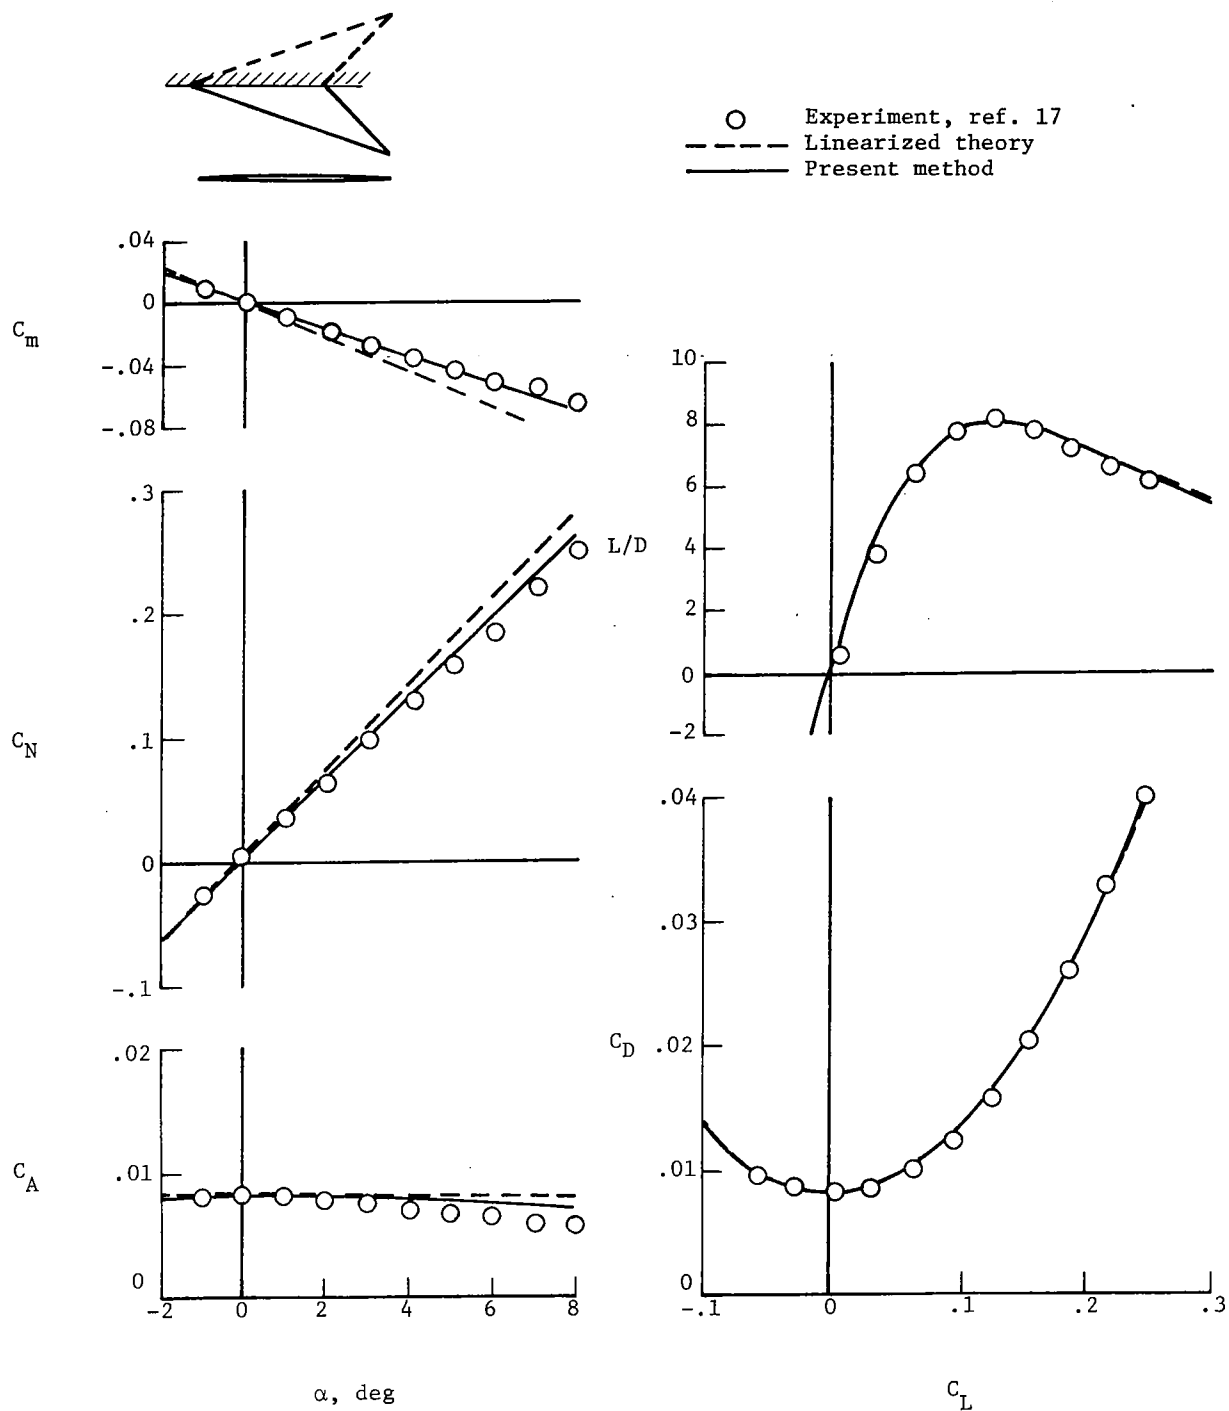 Experiment, ref. 17
Linearized theory
Present method
.04
0
-.04
-.08
C_m
.3
.2
.1
0
-.1
C_N
.02
.01
0
C_A
-2 0 2 4 6 8
α, deg
10
8
6
4
2
0
-2
L/D
.04
.03
.02
.01
0
C_D
-.1 0 .1 .2 .3
C_L